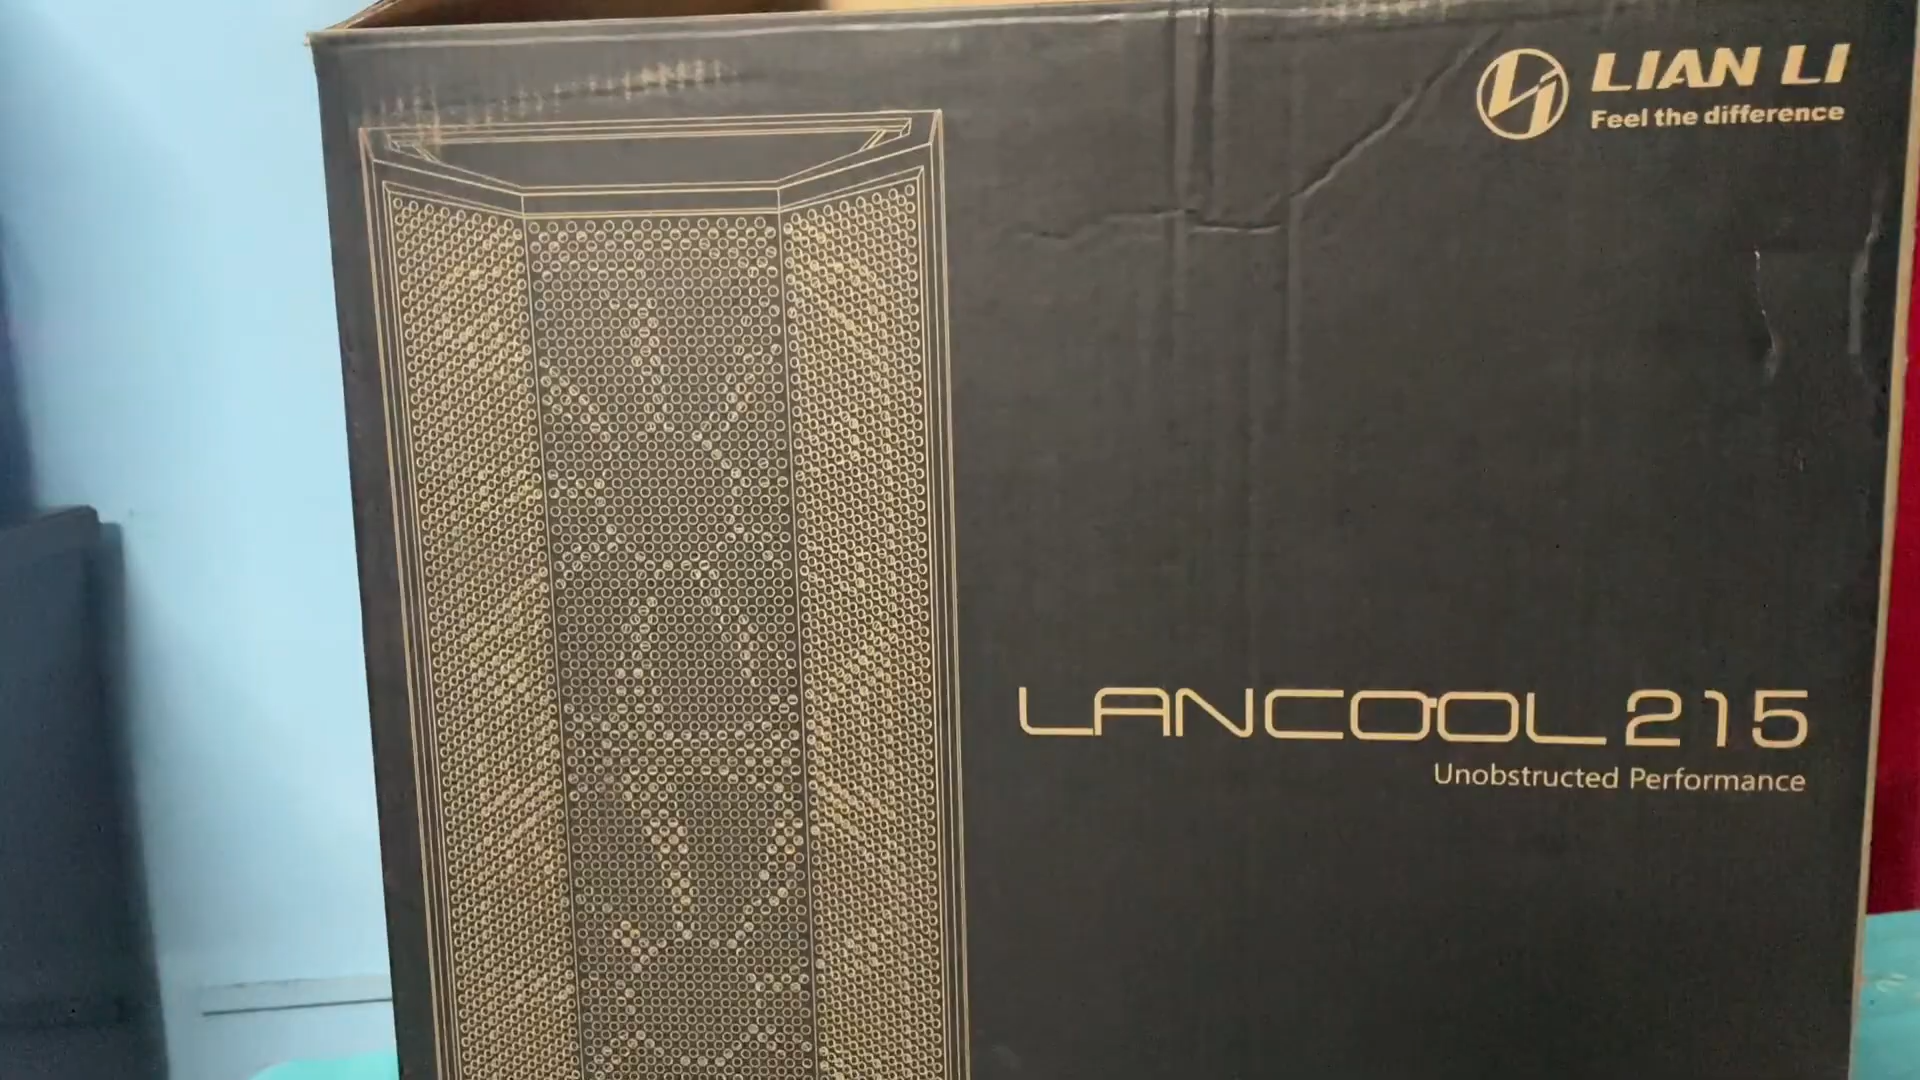 LIAN LI
Feel the difference
LANCOOL 215
Unobstructed Performance